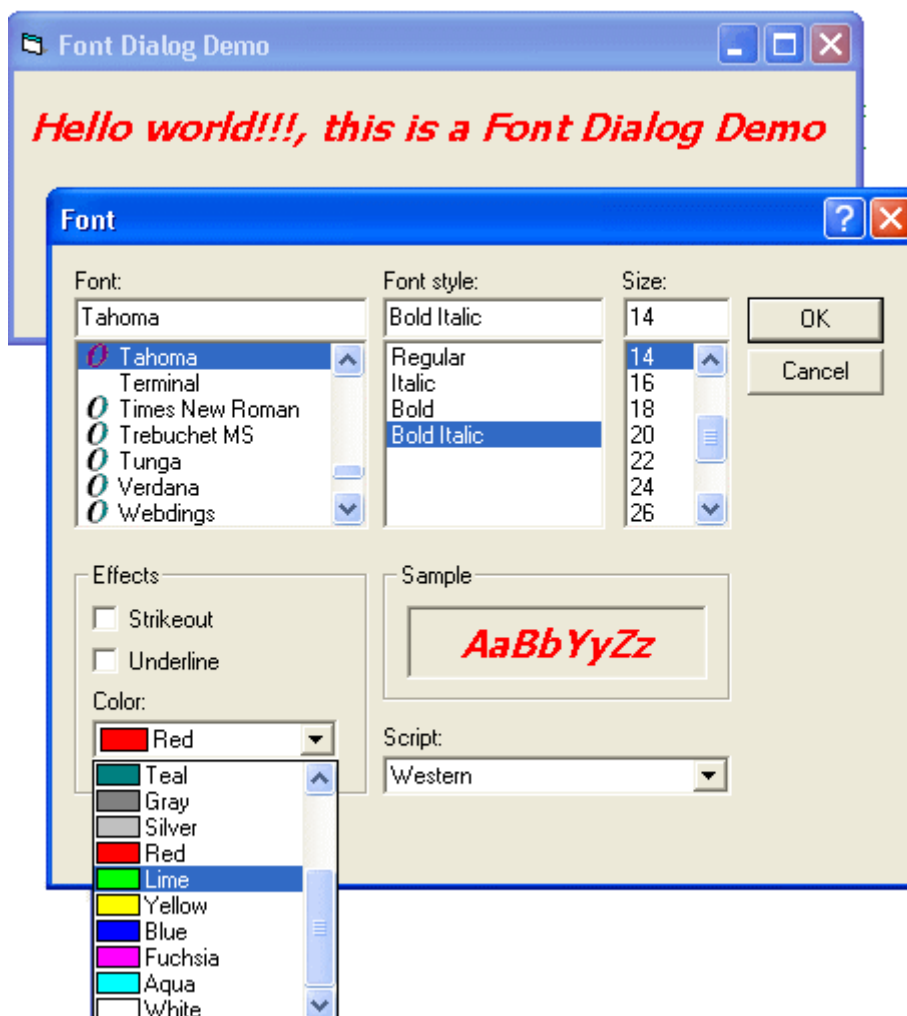 Font Dialog Demo
Hello world!!!, this is a Font Dialog Demo
Font
Font: Font style: Size:
Tahoma Bold Italic 14 OK
Tahoma Regular 14 Cancel
Terminal Italic 16
Times New Roman Bold 18
Trebuchet MS Bold Italic 20
Tunga 22
Verdana 24
Webdings 26
Effects Sample
Strikeout
AaBbYyZz
Underline
Color:
Red Script:
Teal Western
Gray
Silver
Red
Lime
Yellow
Blue
Fuchsia
Aqua
White